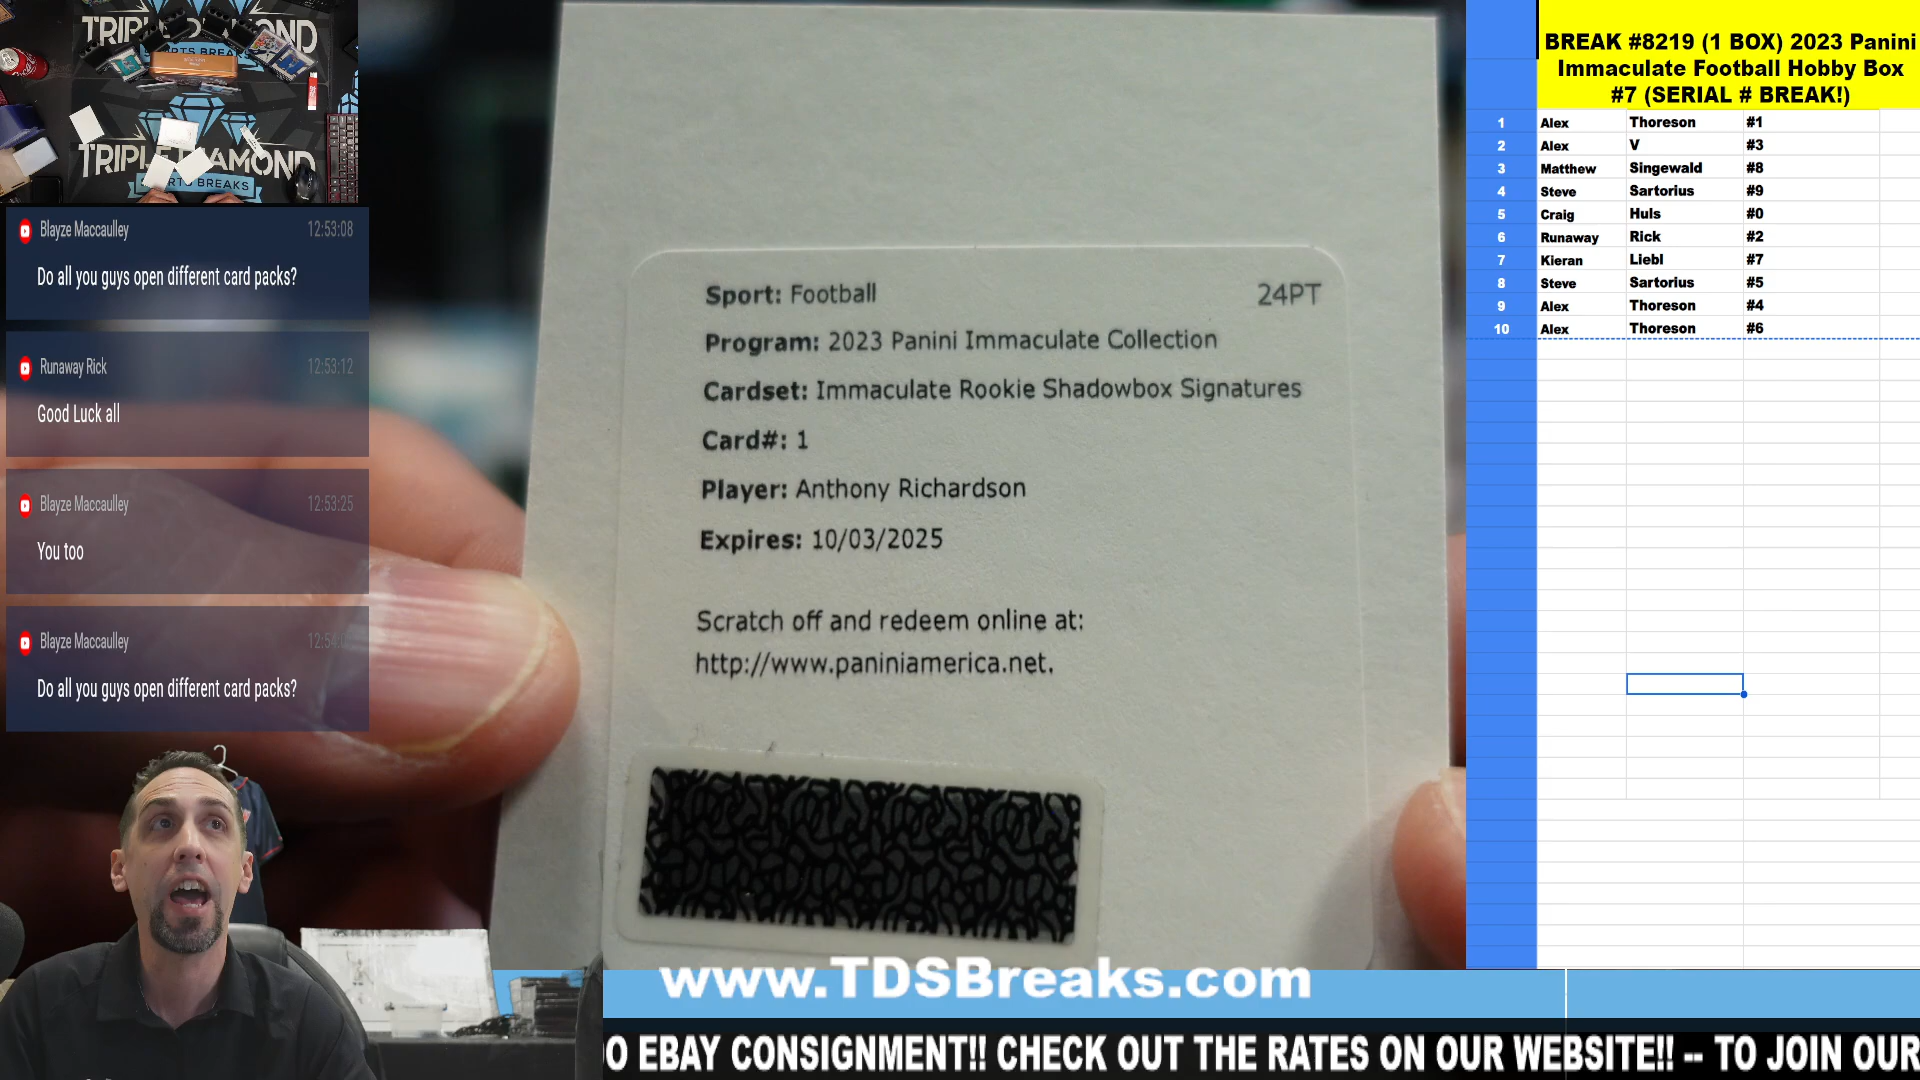 TRIPLE DIAMOND
SPORTS BREAKS
TRIPLE DIAMOND
SPORTS BREAKS
Blayze Maccaulley 12:53:08
Do all you guys open different card packs?
Runaway Rick 12:53:12
Good Luck all
Blayze Maccaulley 12:53:25
You too
Blayze Maccaulley
Do all you guys open different card packs?
Sport: Football 24PT
Program: 2023 Panini Immaculate Collection
Cardset: Immaculate Rookie Shadowbox Signatures
Card#: 1
Player: Anthony Richardson
Expires: 10/03/2025
Scratch off and redeem online at:
http://www.paniniamerica.net.
BREAK #8219 (1 BOX) 2023 Panini
Immaculate Football Hobby Box
#7 (SERIAL # BREAK!)
1 Alex Thoreson #1
2 Alex V #3
3 Matthew Singewald #8
4 Steve Sartorius #9
5 Craig Huls #0
6 Runaway Rick #2
7 Kieran Liebl #7
8 Steve Sartorius #5
9 Alex Thoreson #4
10 Alex Thoreson #6
www.TDSBreaks.com
O EBAY CONSIGNMENT!! CHECK OUT THE RATES ON OUR WEBSITE!! -- TO JOIN OUR